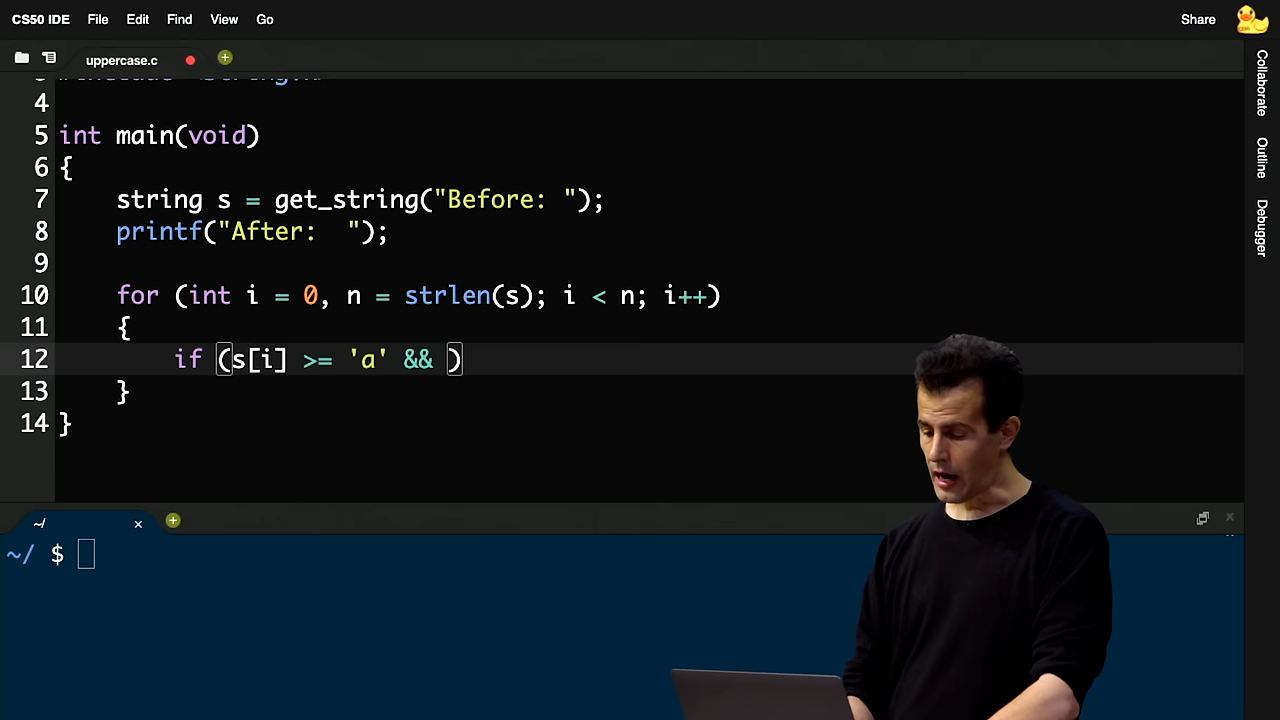 CS50 IDE File Edit Find View Go Share
uppercase.c
4
5 int main(void)
6 {
7 string s = get_string("Before: ");
8 printf("After:  ");
9
10 for (int i = 0, n = strlen(s); i < n; i++)
11 {
12 if (s[i] >= 'a' && )
13 }
14 }
~/
~/ $
Collaborate
Outline
Debugger